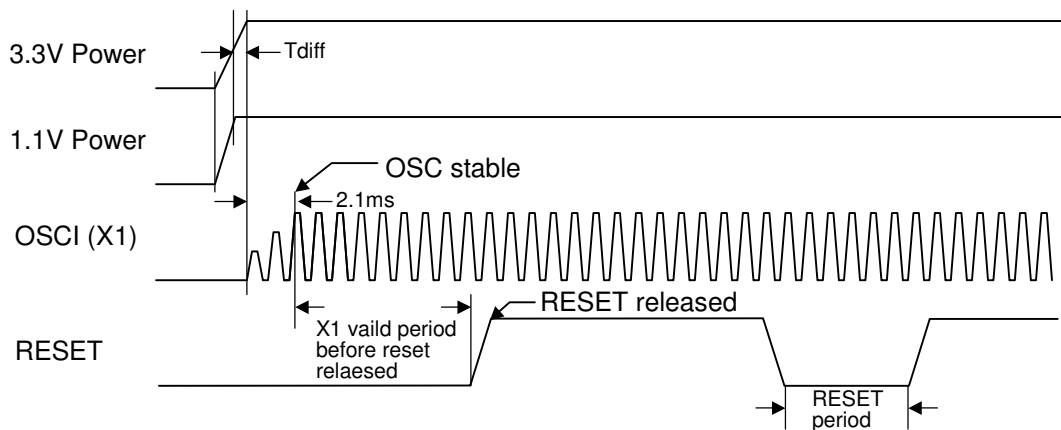 3.3V Power
Tdiff
1.1V Power
OSC stable
2.1ms
OSCI (X1)
RESET released
X1 vaild period
before reset
relaesed
RESET
RESET
period